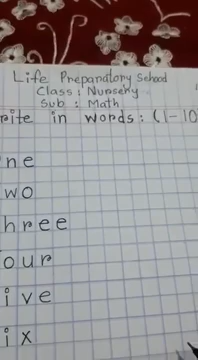 Life Preparatory School
Class : Nursery
Sub : Math
rite in words : (1-10
ne
wo
hree
our
ive
ix